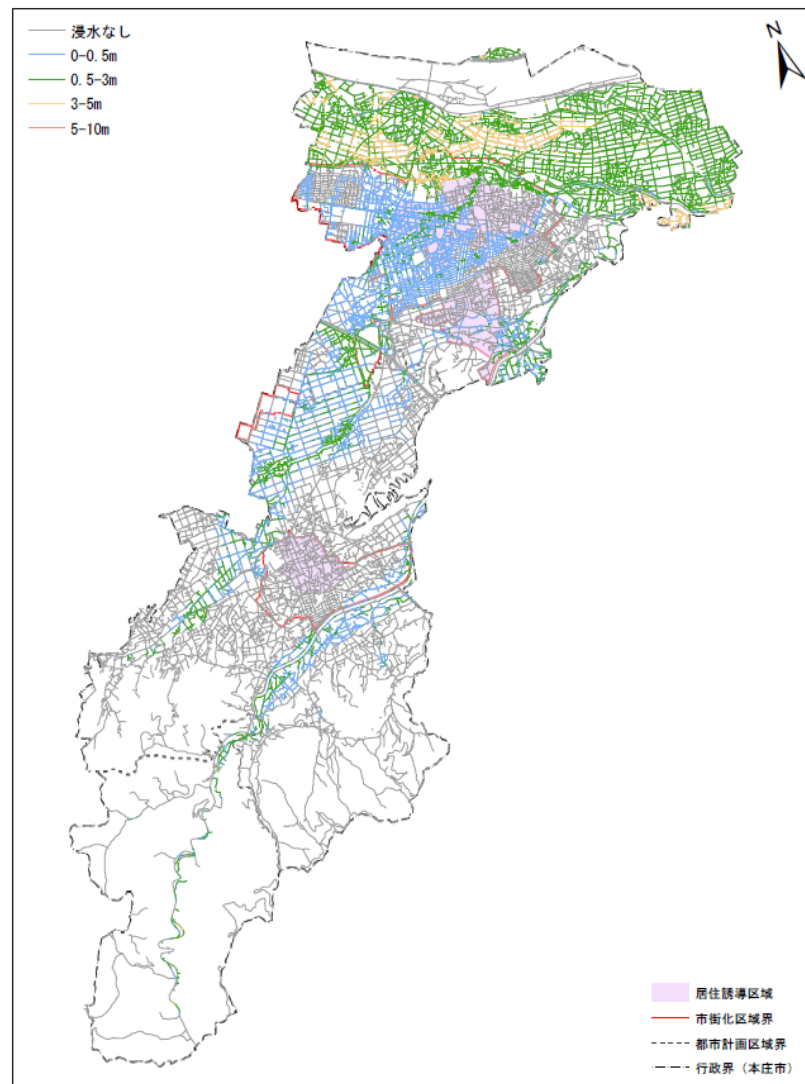 浸水なし
0-0.5m
0.5-3m
3-5m
5-10m
N
居住誘導区域
市街化区域界
都市計画区域界
行政界（本庄市）